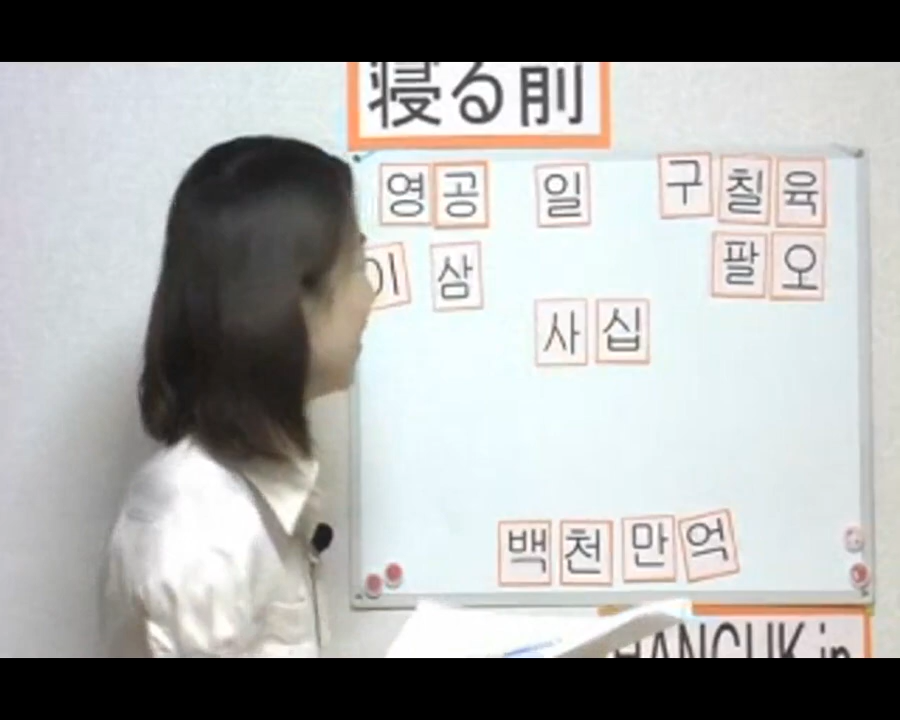 寝る前
영 공 일 구 칠 육
이 삼 팔 오
사 십
백 천 만 억
HANGUK.jp